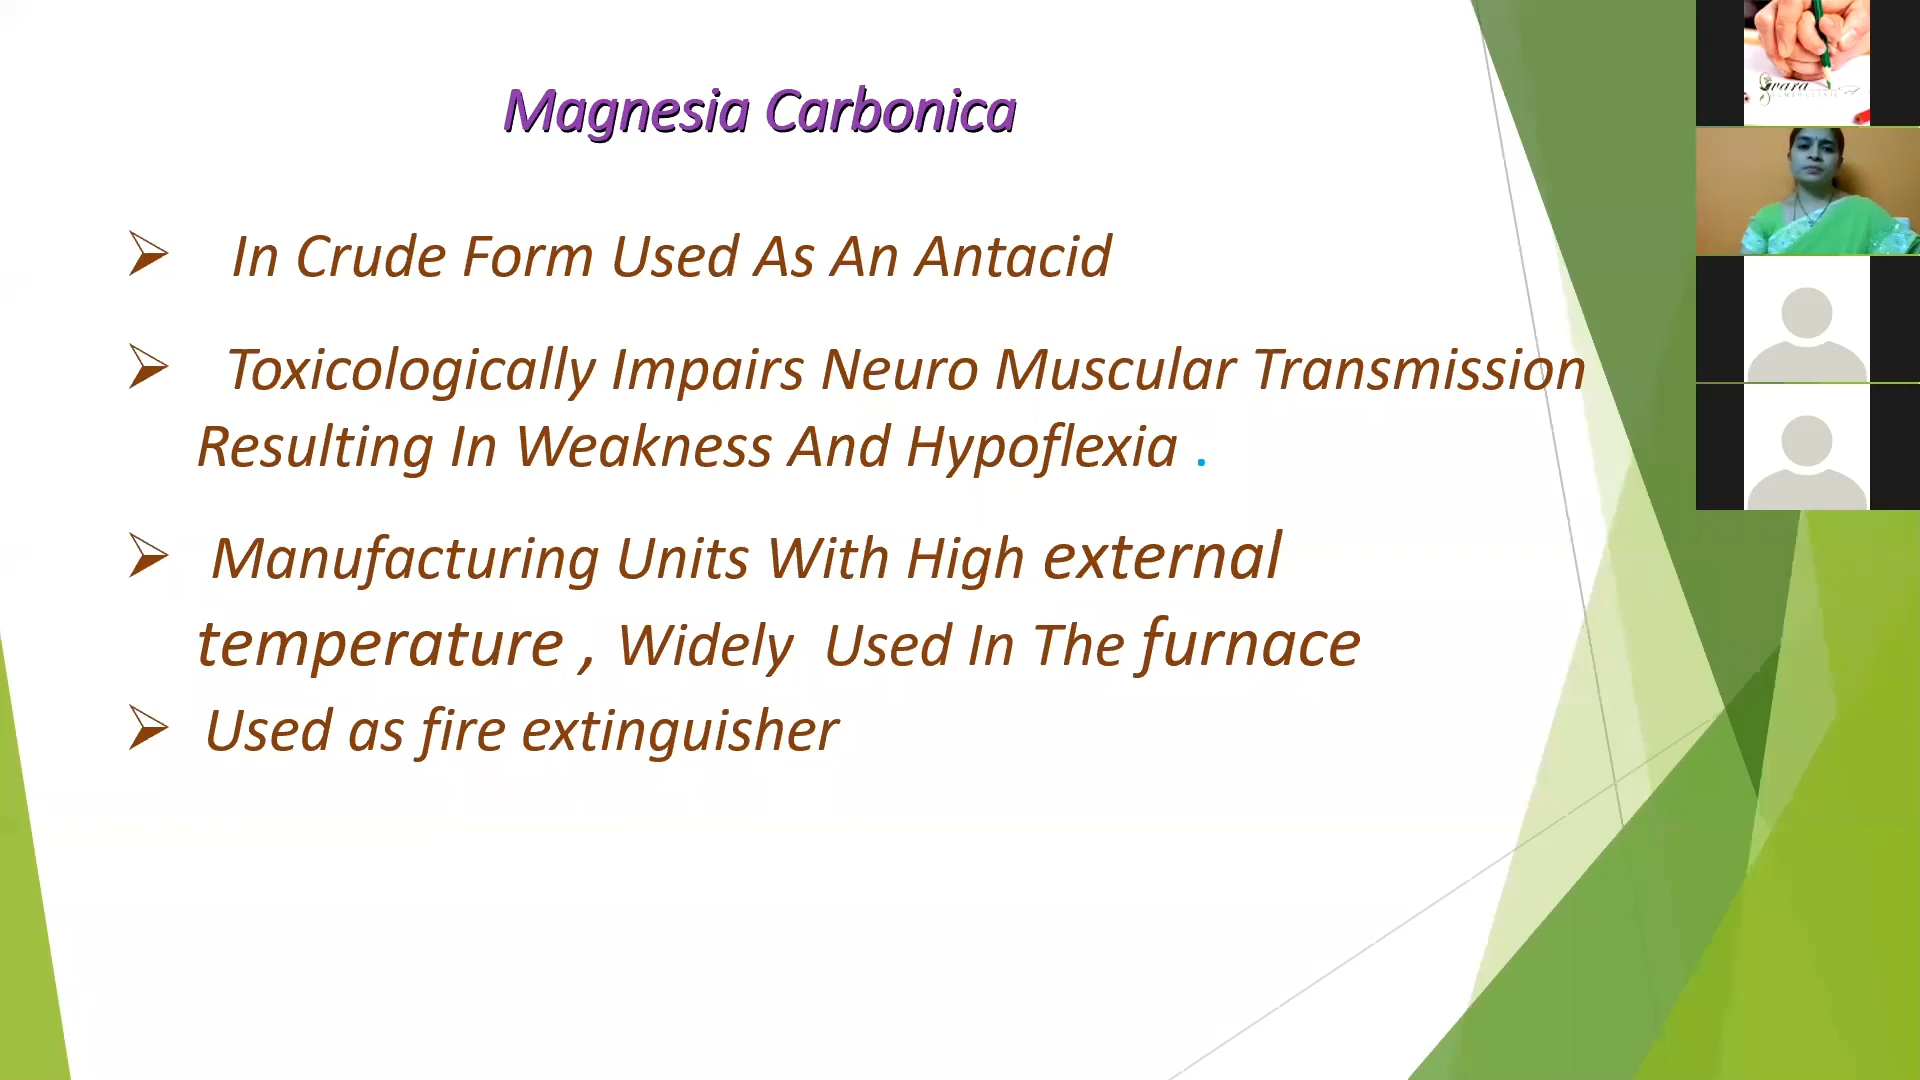 Magnesia Carbonica
In Crude Form Used As An Antacid
Toxicologically Impairs Neuro Muscular Transmission
Resulting In Weakness And Hypoflexia .
Manufacturing Units With High external
temperature , Widely Used In The furnace
Used as fire extinguisher
Swara